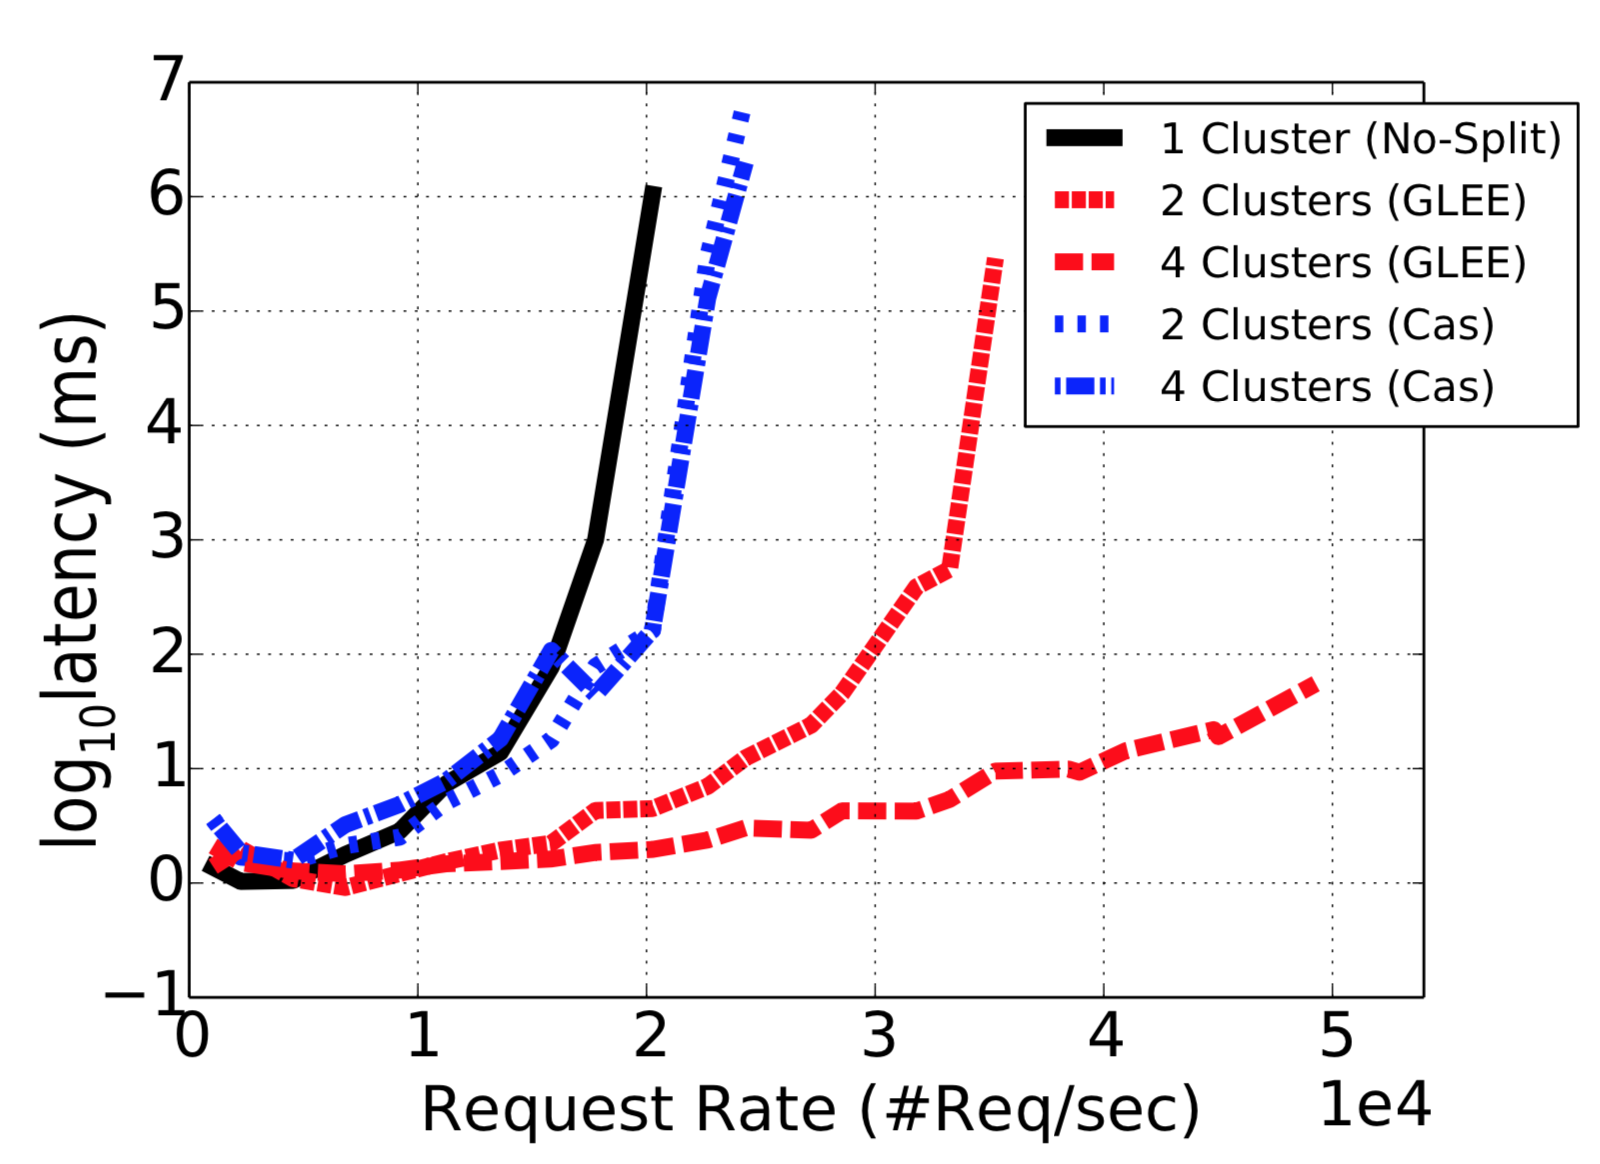 7
6
5
4
3
2
1
0
−1
0 1 2 3 4 5
1e4
log10latency (ms)
Request Rate (#Req/sec)
1 Cluster (No-Split)
2 Clusters (GLEE)
4 Clusters (GLEE)
2 Clusters (Cas)
4 Clusters (Cas)